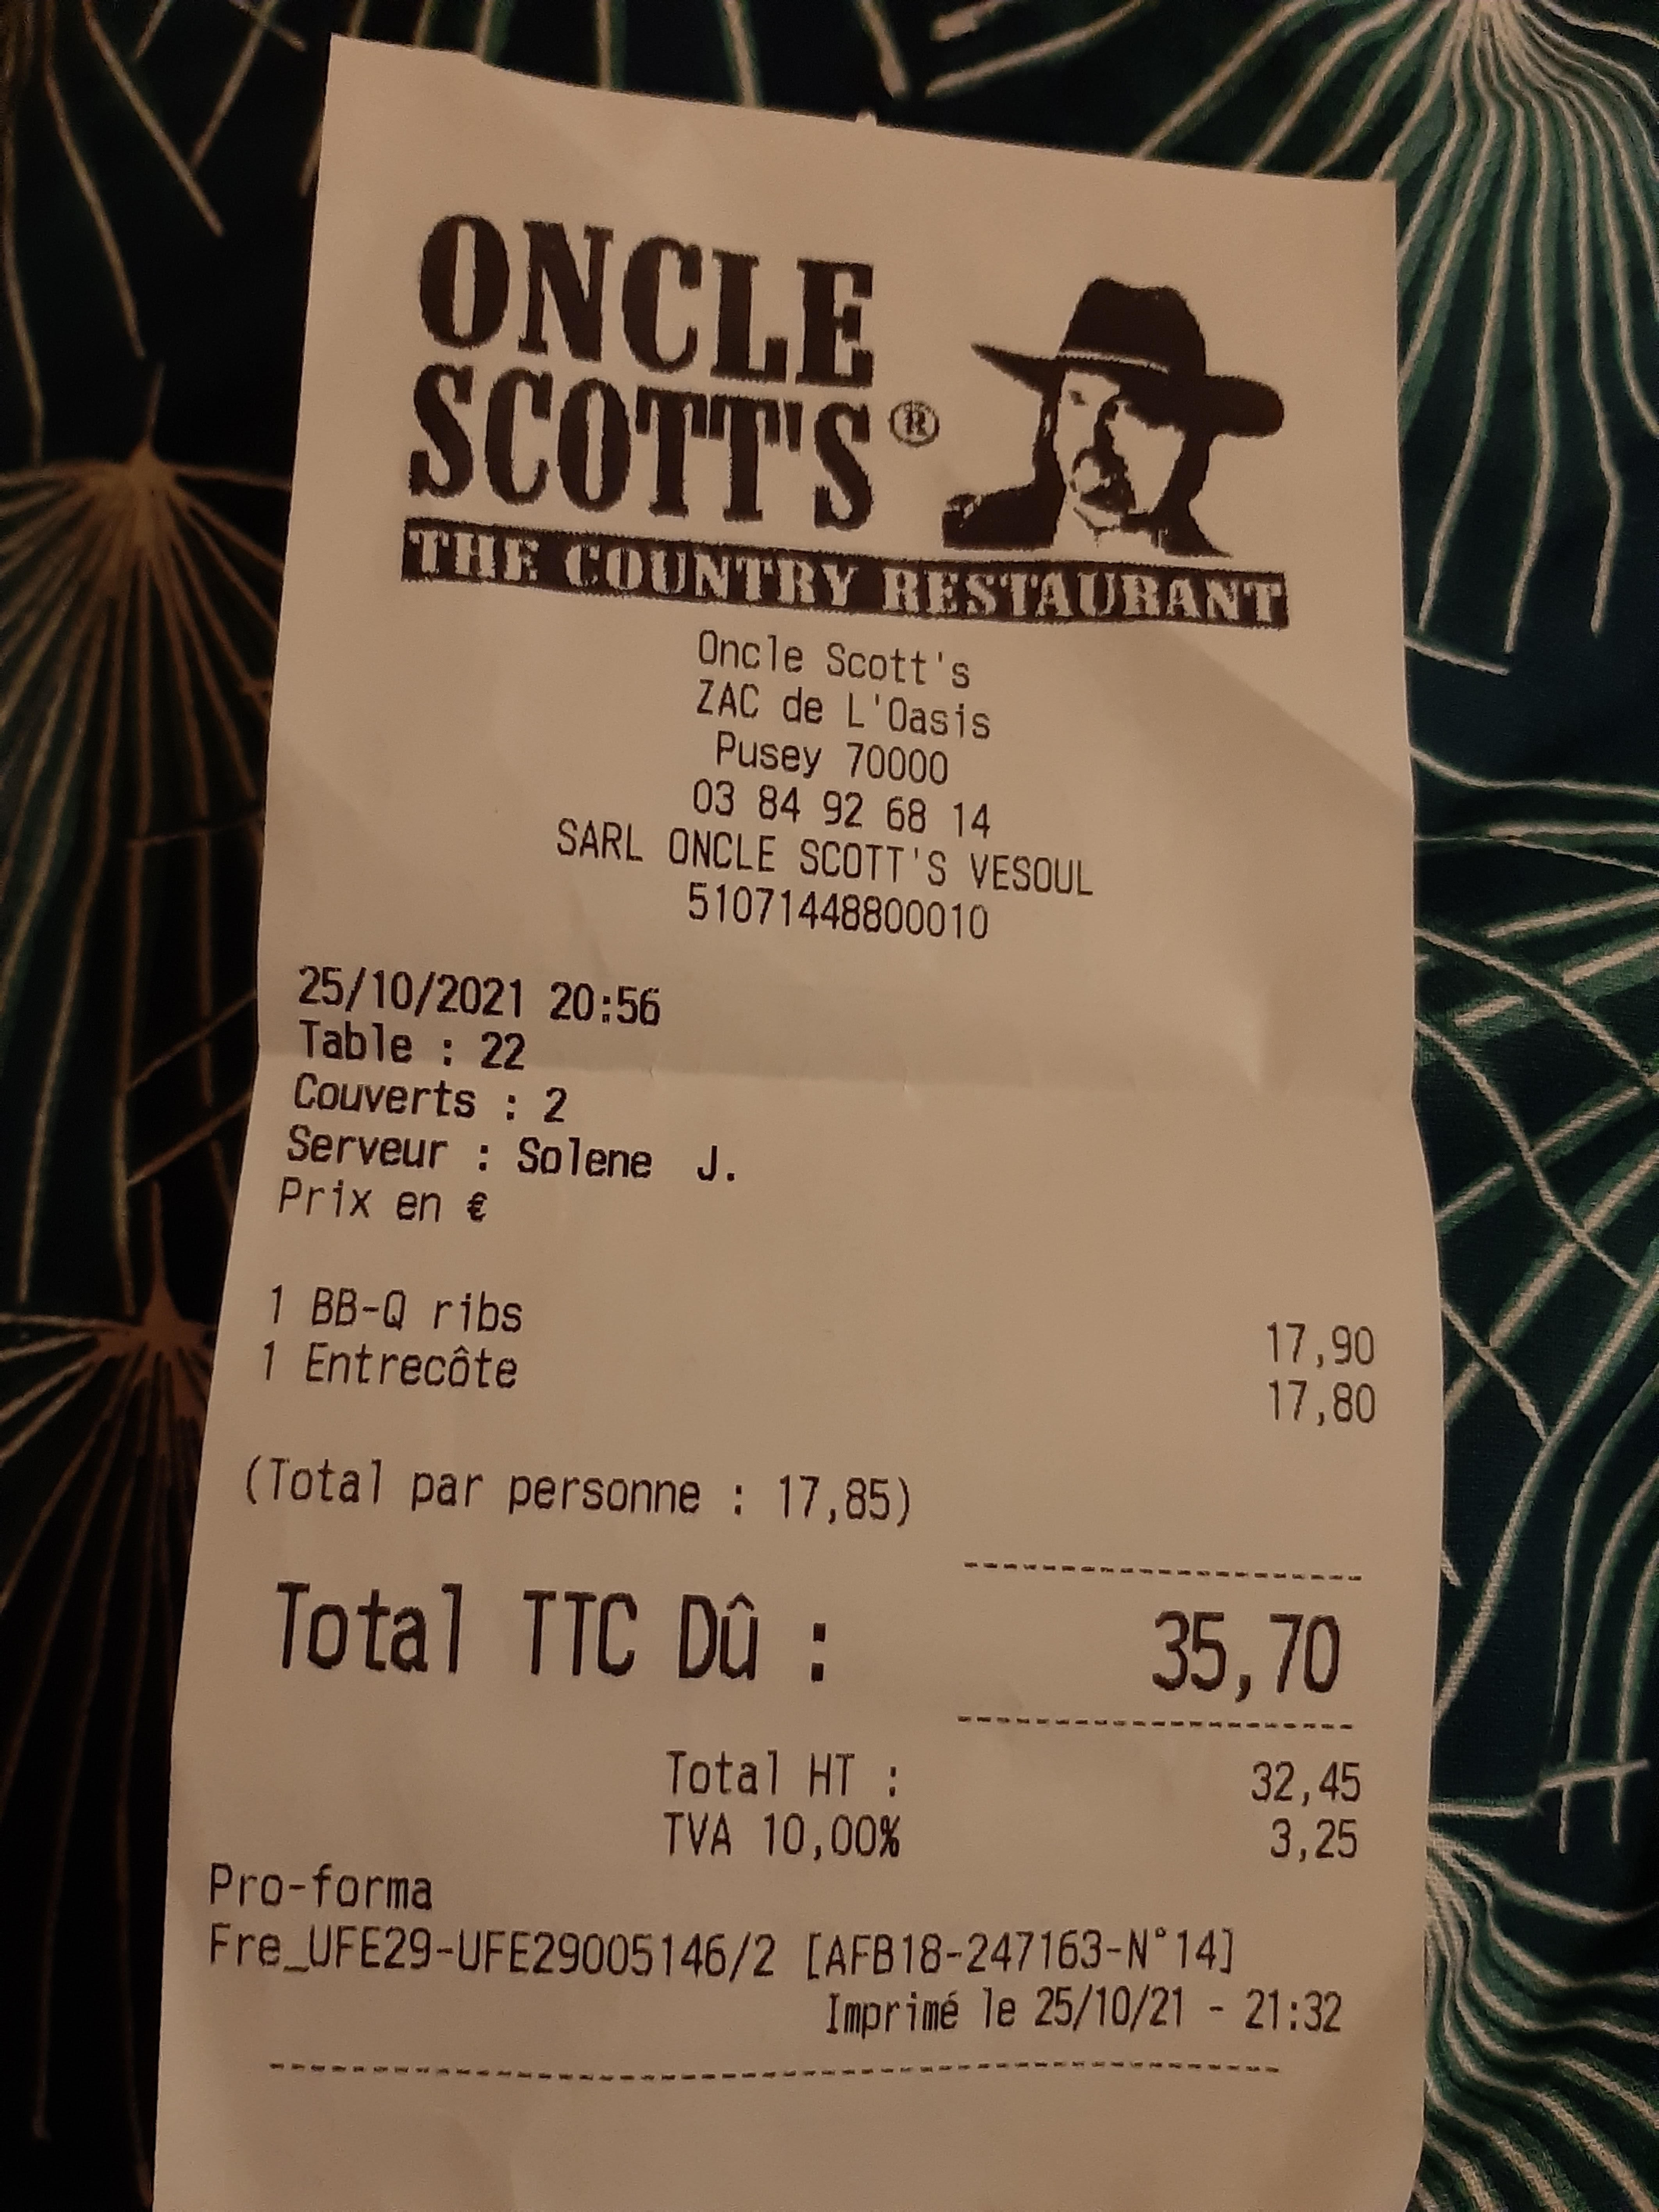 ONCLE
SCOTT'S®
THE COUNTRY RESTAURANT
Oncle Scott's
ZAC de L'Oasis
Pusey 70000
03 84 92 68 14
SARL ONCLE SCOTT'S VESOUL
51071448800010
25/10/2021 20:56
Table : 22
Couverts : 2
Serveur : Solene J.
Prix en €
1 BB-Q ribs 17,90
1 Entrecôte 17,80
(Total par personne : 17,85)
Total TTC Dû : 35,70
Total HT : 32,45
TVA 10,00% 3,25
Pro-forma
Fre_UFE29-UFE29005146/2 [AFB18-247163-N°14]
Imprimé le 25/10/21 - 21:32